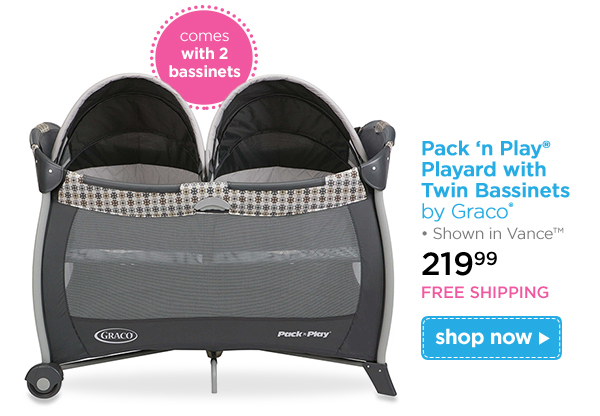 comes
with 2
bassinets
Pack ‘n Play®
Playard with
Twin Bassinets
by Graco®
• Shown in Vance™
219⁹⁹
FREE SHIPPING
shop now
GRACO
Pack 'n Play®